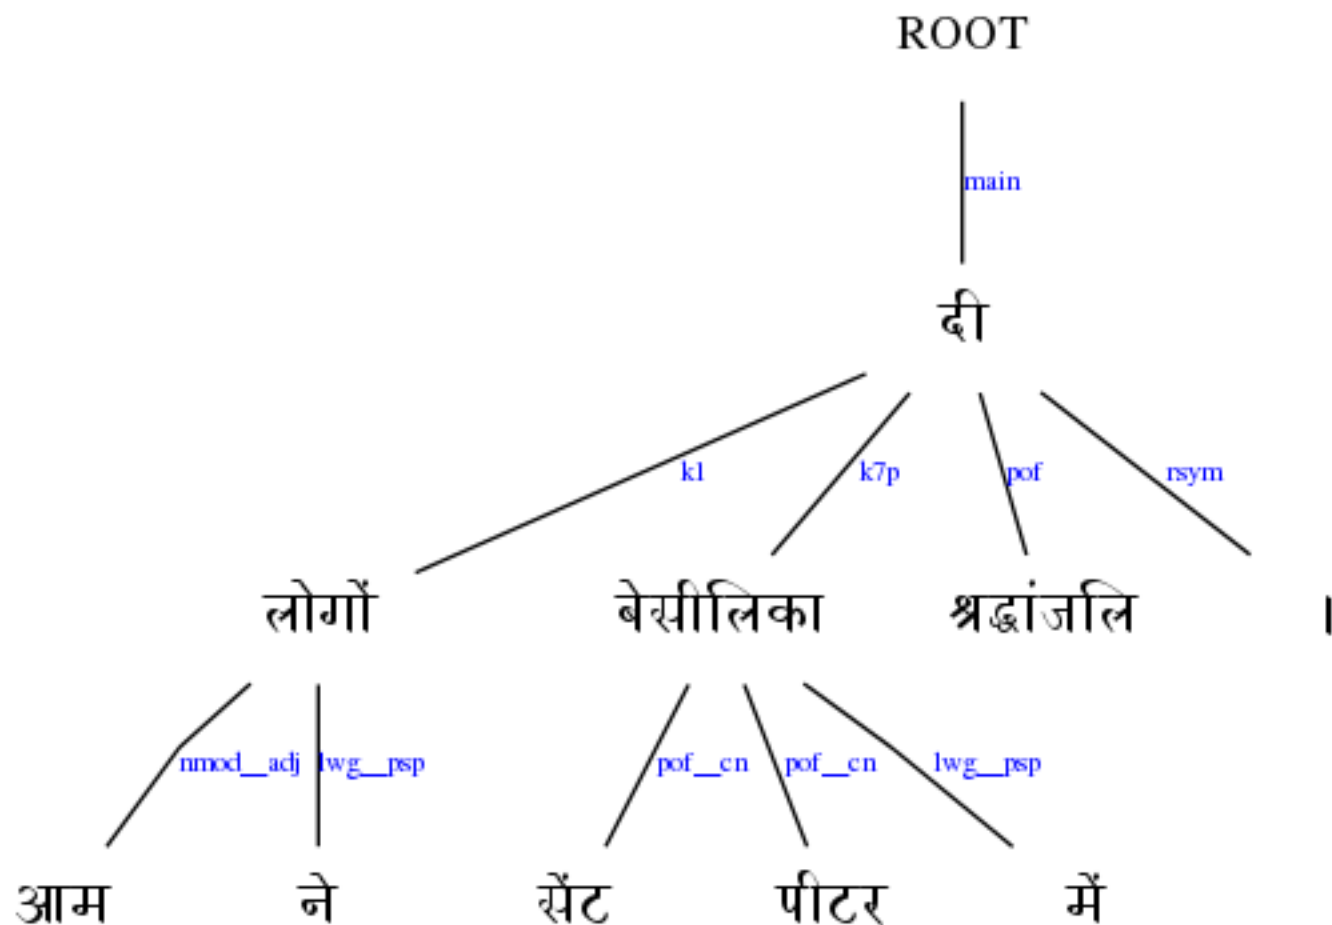 ROOT
main
दी
k1 k7p pof rsym
लोगों बेसीलिका श्रद्धांजलि ।
nmod__adj lwg__psp pof__cn pof__cn lwg__psp
आम ने सेंट पीटर में